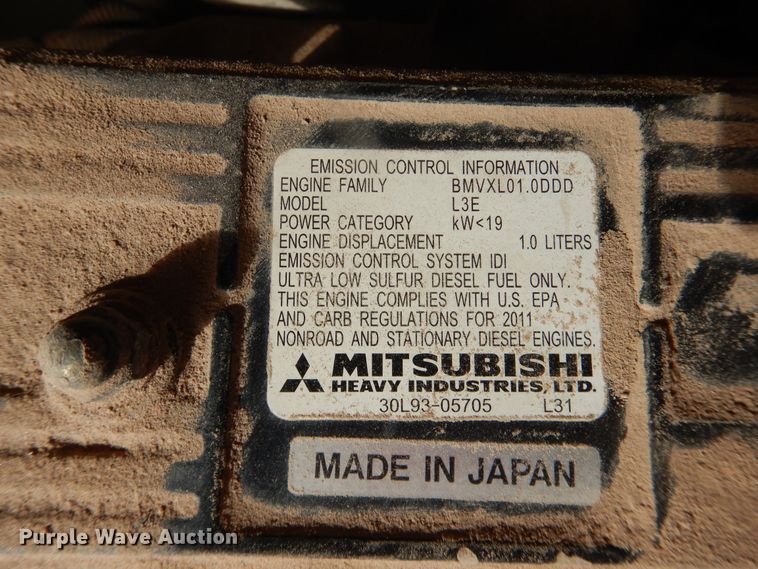 EMISSION CONTROL INFORMATION
ENGINE FAMILY BMVXL01.0DDD
MODEL L3E
POWER CATEGORY kW<19
ENGINE DISPLACEMENT 1.0 LITERS
EMISSION CONTROL SYSTEM IDI
ULTRA LOW SULFUR DIESEL FUEL ONLY.
THIS ENGINE COMPLIES WITH U.S. EPA
AND CARB REGULATIONS FOR 2011
NONROAD AND STATIONARY DIESEL ENGINES.
MITSUBISHI
HEAVY INDUSTRIES, LTD.
30L93-05705 L31
MADE IN JAPAN
Purple Wave Auction